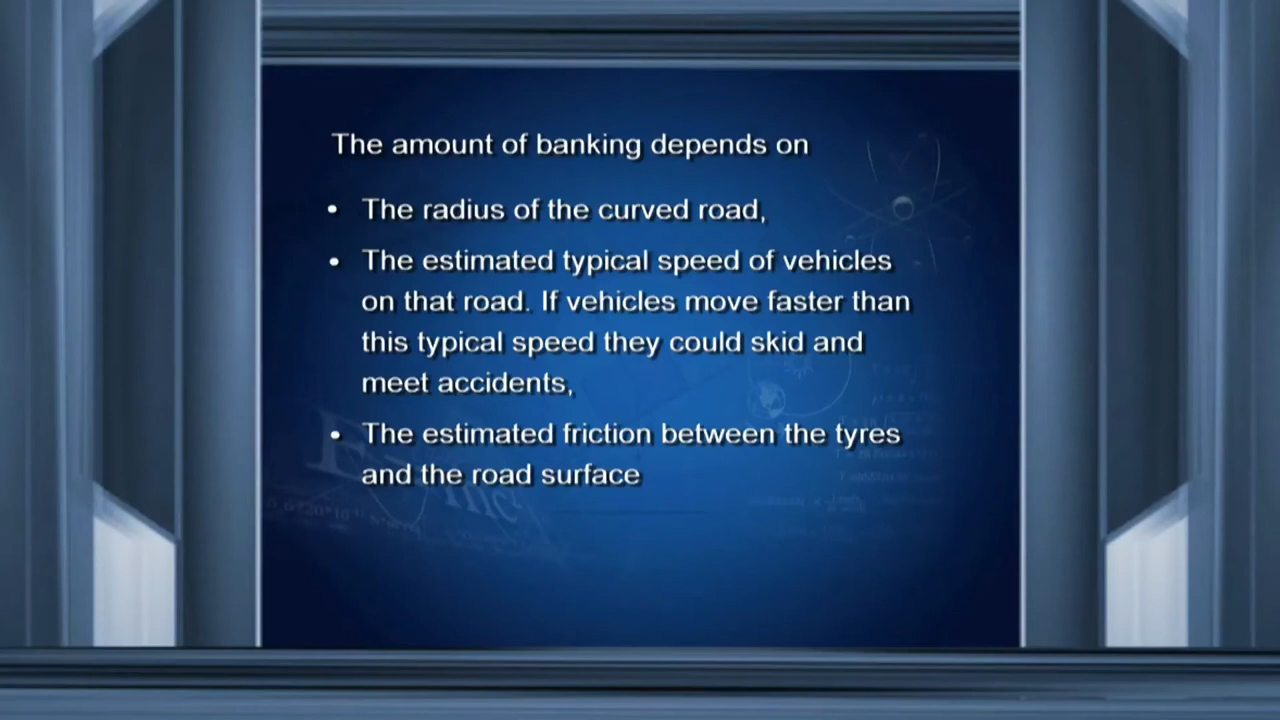 The amount of banking depends on
• The radius of the curved road,
• The estimated typical speed of vehicles
on that road. If vehicles move faster than
this typical speed they could skid and
meet accidents,
• The estimated friction between the tyres
and the road surface